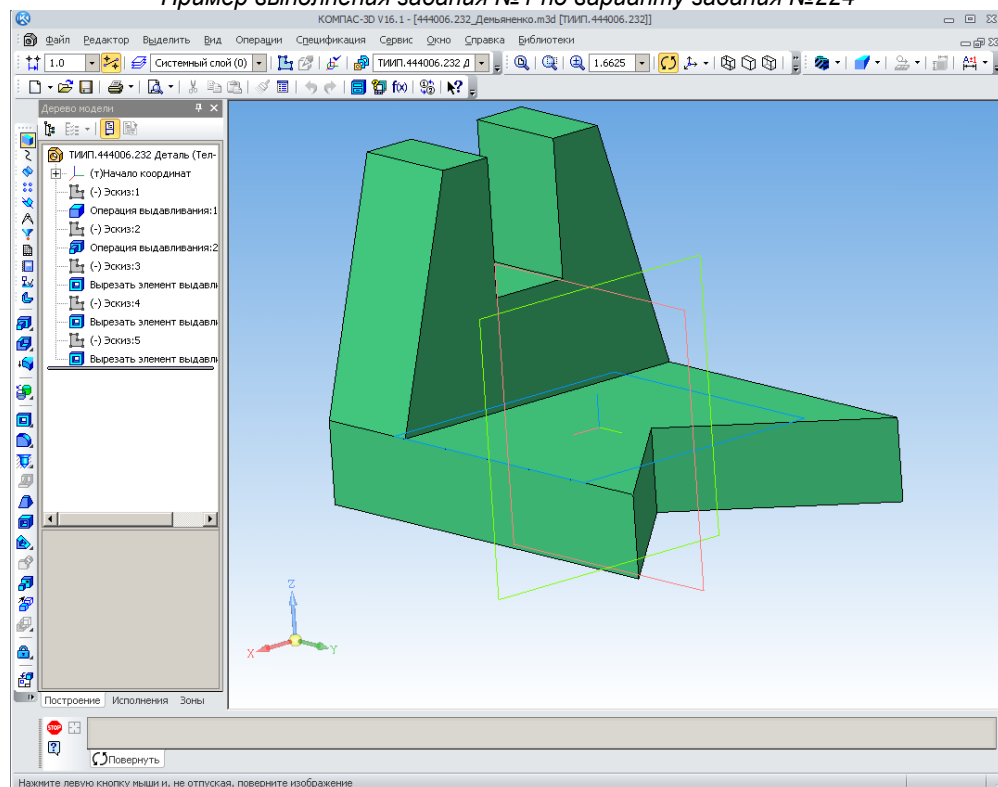 Пример выполнения задания №1 по варианту задания №224
КОМПАС-3D V16.1 - [444006.232_Демьяненко.m3d [ТИИП.444006.232]]
Файл Редактор Выделить Вид Операции Спецификация Сервис Окно Справка Библиотеки
1.0 Системный слой (0) ТИИП.444006.232 Д 1.6625
Дерево модели
ТИИП.444006.232 Деталь (Тел-
(т)Начало координат
(-) Эскиз:1
Операция выдавливания:1
(-) Эскиз:2
Операция выдавливания:2
(-) Эскиз:3
Вырезать элемент выдавли
(-) Эскиз:4
Вырезать элемент выдавли
(-) Эскиз:5
Вырезать элемент выдавли
Z
X
Y
Построение Исполнения Зоны
STOP
Повернуть
Нажмите левую кнопку мыши и, не отпуская, поверните изображение